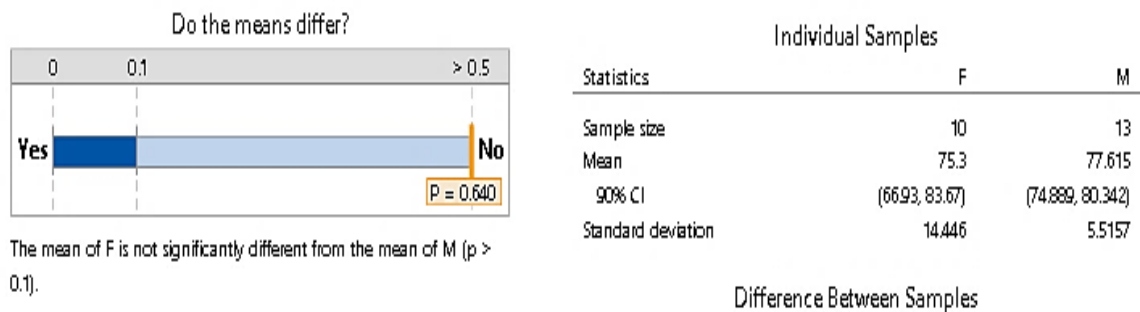 Do the means differ?
0 0.1 > 0.5
Yes No
P = 0.640
The mean of F is not significantly different from the mean of M (p >
0.1).
Individual Samples
Statistics F M
Sample size 10 13
Mean 75.3 77.615
90% CI (66.93, 83.67) (74.889, 80.342)
Standard deviation 14.446 5.5157
Difference Between Samples